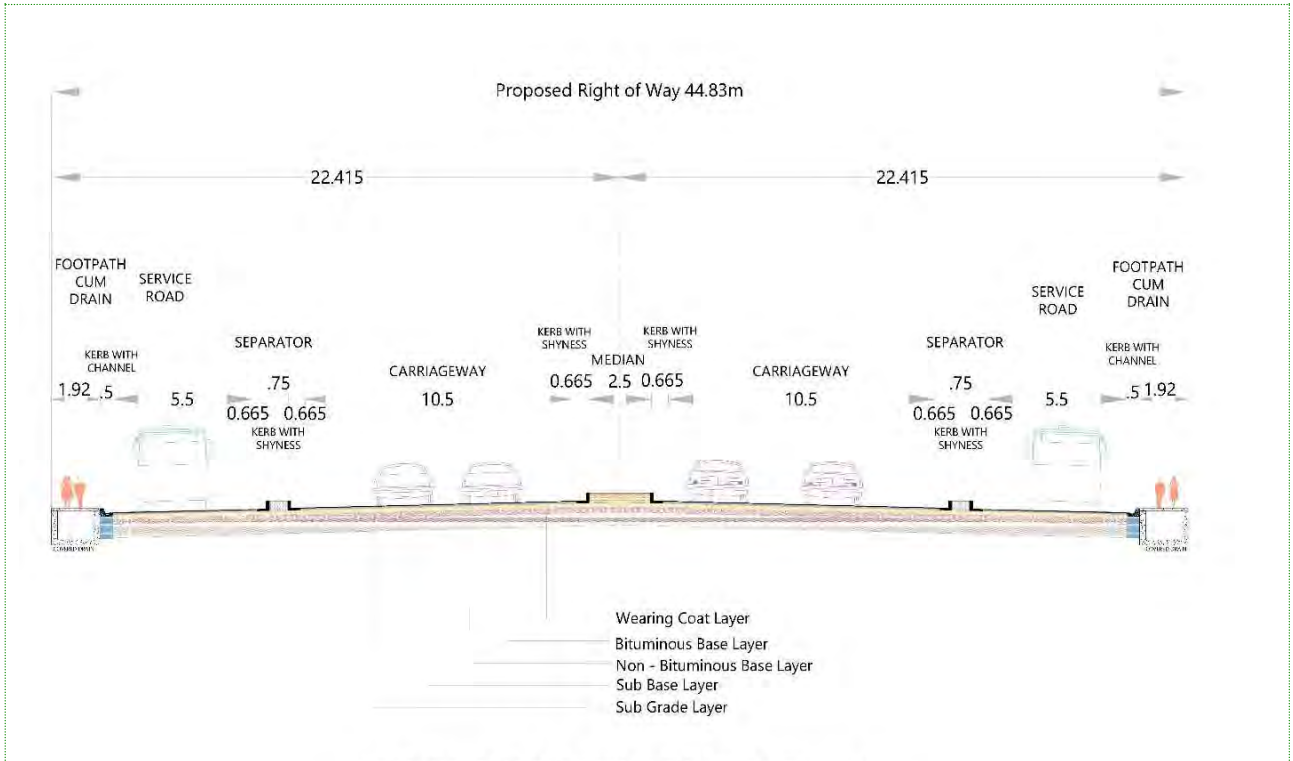 Proposed Right of Way 44.83m
22.415
22.415
FOOTPATH
CUM
DRAIN
SERVICE
ROAD
SEPARATOR
KERB WITH
CHANNEL
1.92 .5
5.5
.75
0.665 0.665
KERB WITH
SHYNESS
CARRIAGEWAY
10.5
KERB WITH
SHYNESS
KERB WITH
SHYNESS
MEDIAN
0.665 2.5 0.665
CARRIAGEWAY
10.5
SEPARATOR
.75
0.665 0.665
KERB WITH
SHYNESS
SERVICE
ROAD
5.5
FOOTPATH
CUM
DRAIN
KERB WITH
CHANNEL
.5 1.92
COVERED DRAIN
COVERED DRAIN
Wearing Coat Layer
Bituminous Base Layer
Non - Bituminous Base Layer
Sub Base Layer
Sub Grade Layer